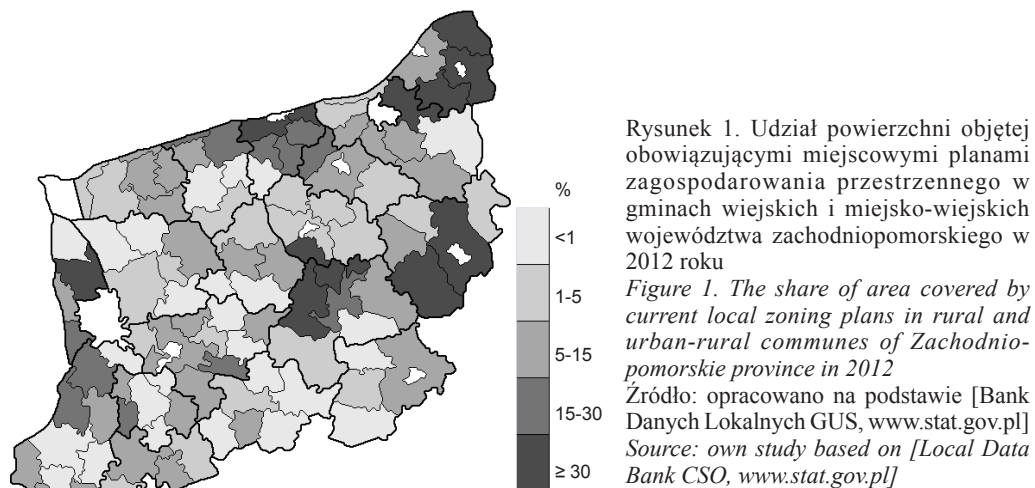 %
<1
1-5
5-15
15-30
≥ 30
Rysunek 1. Udział powierzchni objętej
obowiązującymi miejscowymi planami
zagospodarowania przestrzennego w
gminach wiejskich i miejsko-wiejskich
województwa zachodniopomorskiego w
2012 roku
Figure 1. The share of area covered by
current local zoning plans in rural and
urban-rural communes of Zachodnio-
pomorskie province in 2012
Źródło: opracowano na podstawie [Bank
Danych Lokalnych GUS, www.stat.gov.pl]
Source: own study based on [Local Data
Bank CSO, www.stat.gov.pl]